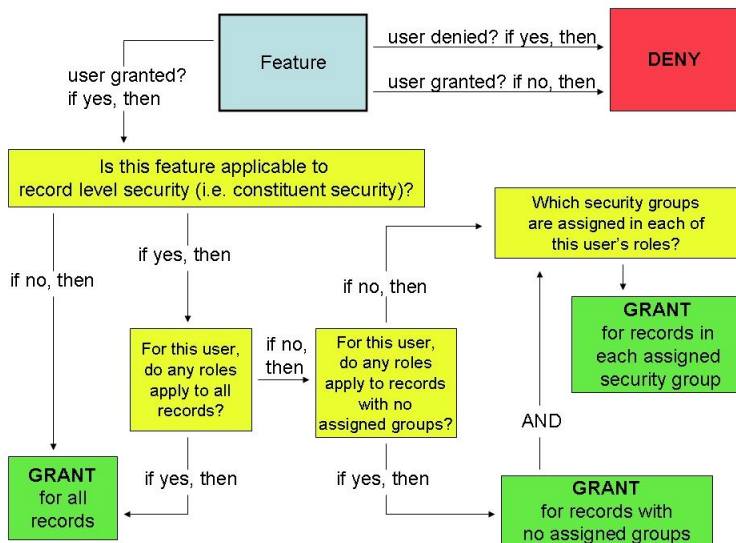 Feature
user denied? if yes, then
user granted? if no, then
DENY
user granted?
if yes, then
Is this feature applicable to
record level security (i.e. constituent security)?
if no, then
if yes, then
For this user,
do any roles
apply to all
records?
if no,
then
For this user,
do any roles
apply to records
with no
assigned groups?
if no, then
Which security groups
are assigned in each of
this user's roles?
GRANT
for records in
each assigned
security group
if yes, then
GRANT
for all
records
if yes, then
AND
GRANT
for records with
no assigned groups